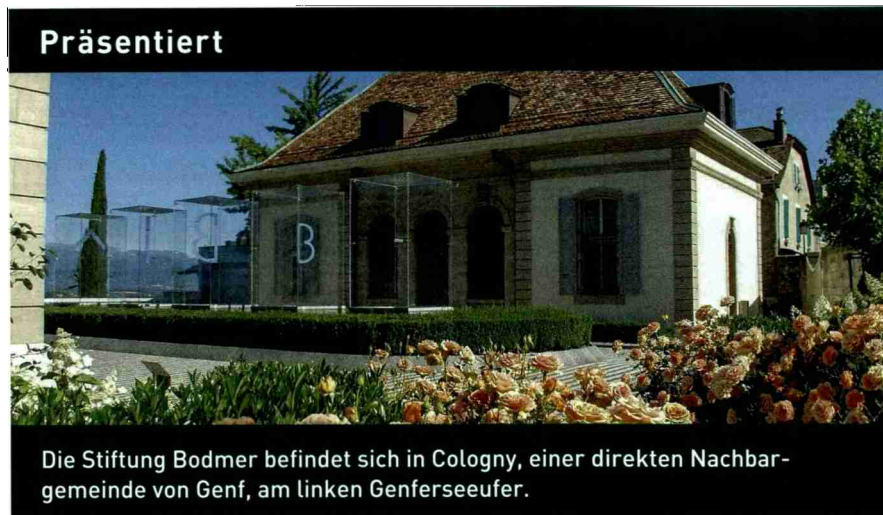 Präsentiert
B
Die Stiftung Bodmer befindet sich in Cologny, einer direkten Nachbar-
gemeinde von Genf, am linken Genferseeufer.